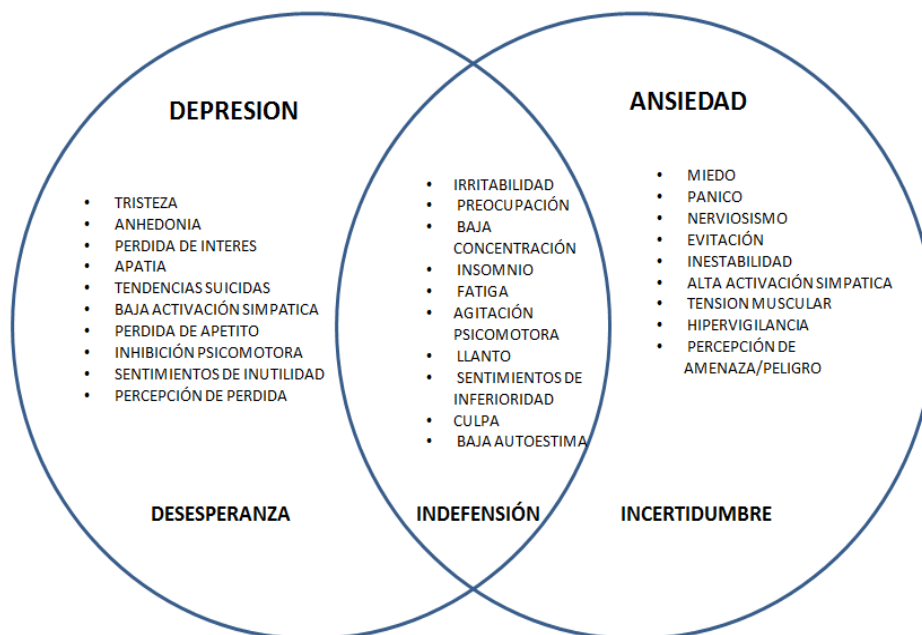 DEPRESION
• TRISTEZA
• ANHEDONIA
• PERDIDA DE INTERES
• APATIA
• TENDENCIAS SUICIDAS
• BAJA ACTIVACIÓN SIMPATICA
• PERDIDA DE APETITO
• INHIBICIÓN PSICOMOTORA
• SENTIMIENTOS DE INUTILIDAD
• PERCEPCIÓN DE PERDIDA
DESESPERANZA
• IRRITABILIDAD
• PREOCUPACIÓN
• BAJA
CONCENTRACIÓN
• INSOMNIO
• FATIGA
• AGITACIÓN
PSICOMOTORA
• LLANTO
• SENTIMIENTOS DE
INFERIORIDAD
• CULPA
• BAJA AUTOESTIMA
INDEFENSIÓN
ANSIEDAD
• MIEDO
• PANICO
• NERVIOSISMO
• EVITACIÓN
• INESTABILIDAD
• ALTA ACTIVACIÓN SIMPATICA
• TENSION MUSCULAR
• HIPERVIGILANCIA
• PERCEPCIÓN DE
AMENAZA/PELIGRO
INCERTIDUMBRE